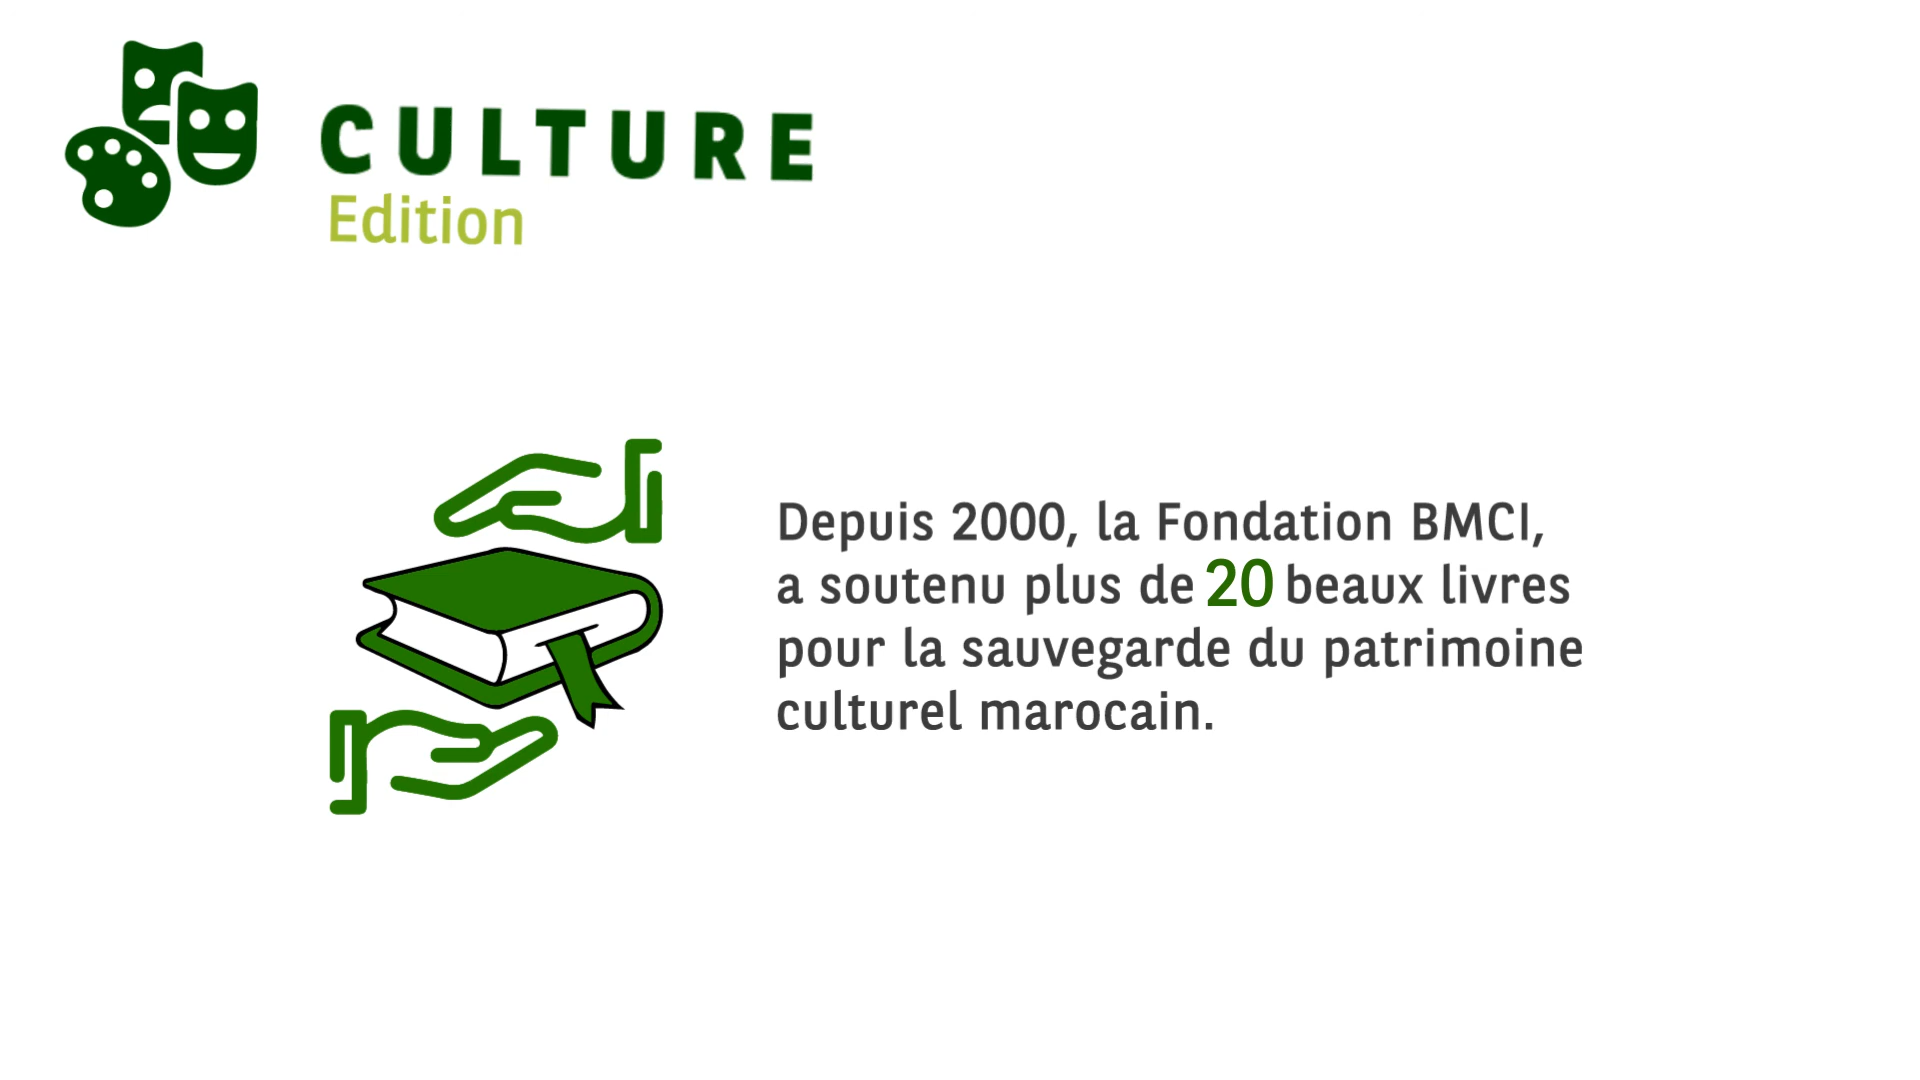 CULTURE
Edition
Depuis 2000, la Fondation BMCI,
a soutenu plus de 20 beaux livres
pour la sauvegarde du patrimoine
culturel marocain.